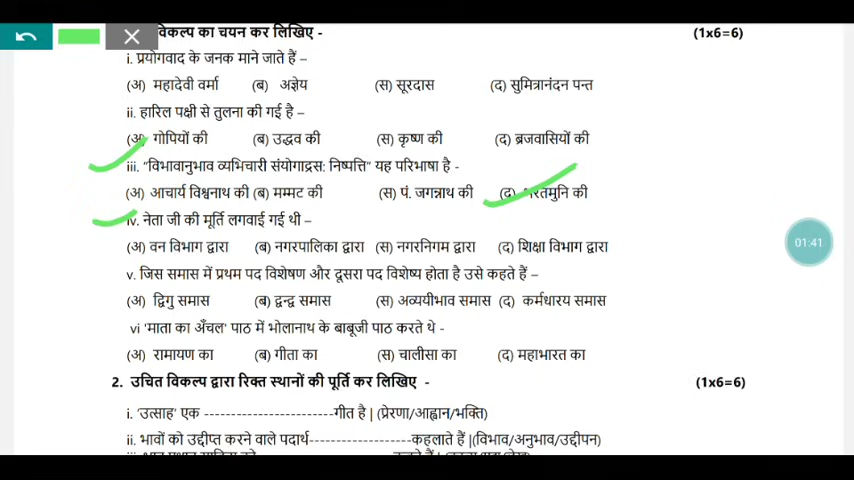 विकल्प का चयन कर लिखिए - (1x6=6)
i. प्रयोगवाद के जनक माने जाते हैं –
(अ) महादेवी वर्मा (ब) अज्ञेय (स) सूरदास (द) सुमित्रानंदन पन्त
ii. हारिल पक्षी से तुलना की गई है –
(अ) गोपियों की (ब) उद्धव की (स) कृष्ण की (द) ब्रजवासियों की
iii. “विभावानुभाव व्यभिचारी संयोगाद्रस: निष्पत्ति” यह परिभाषा है -
(अ) आचार्य विश्वनाथ की (ब) मम्मट की (स) पं. जगन्नाथ की (द) भरतमुनि की
iv. नेता जी की मूर्ति लगवाई गई थी –
(अ) वन विभाग द्वारा (ब) नगरपालिका द्वारा (स) नगरनिगम द्वारा (द) शिक्षा विभाग द्वारा
01:41
v. जिस समास में प्रथम पद विशेषण और दूसरा पद विशेष्य होता है उसे कहते हैं –
(अ) द्विगु समास (ब) द्वन्द्व समास (स) अव्ययीभाव समास (द) कर्मधारय समास
vi 'माता का अँचल' पाठ में भोलानाथ के बाबूजी पाठ करते थे -
(अ) रामायण का (ब) गीता का (स) चालीसा का (द) महाभारत का
2. उचित विकल्प द्वारा रिक्त स्थानों की पूर्ति कर लिखिए - (1x6=6)
i. 'उत्साह' एक ------------------------गीत है | (प्रेरणा/आह्वान/भक्ति)
ii. भावों को उद्दीप्त करने वाले पदार्थ-------------------कहलाते हैं |(विभाव/अनुभाव/उद्दीपन)